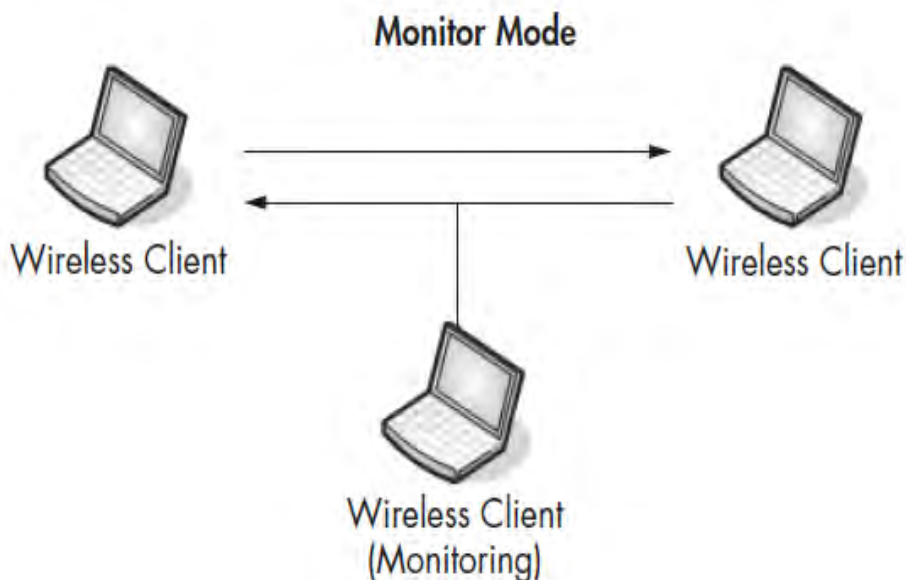 Monitor Mode
Wireless Client
Wireless Client
Wireless Client
(Monitoring)